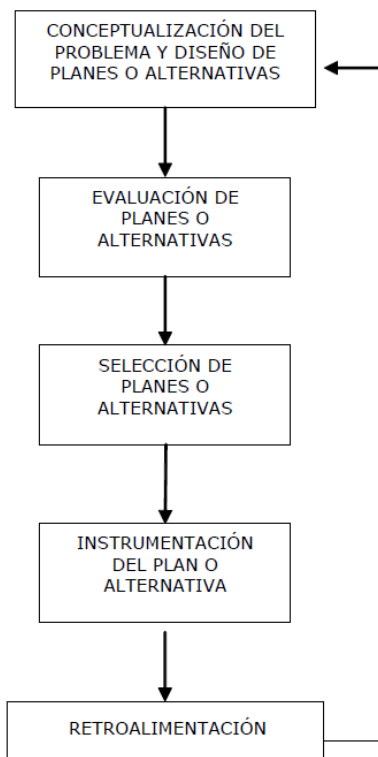 CONCEPTUALIZACIÓN DEL
PROBLEMA Y DISEÑO DE
PLANES O ALTERNATIVAS
EVALUACIÓN DE
PLANES O
ALTERNATIVAS
SELECCIÓN DE
PLANES O
ALTERNATIVAS
INSTRUMENTACIÓN
DEL PLAN O
ALTERNATIVA
RETROALIMENTACIÓN